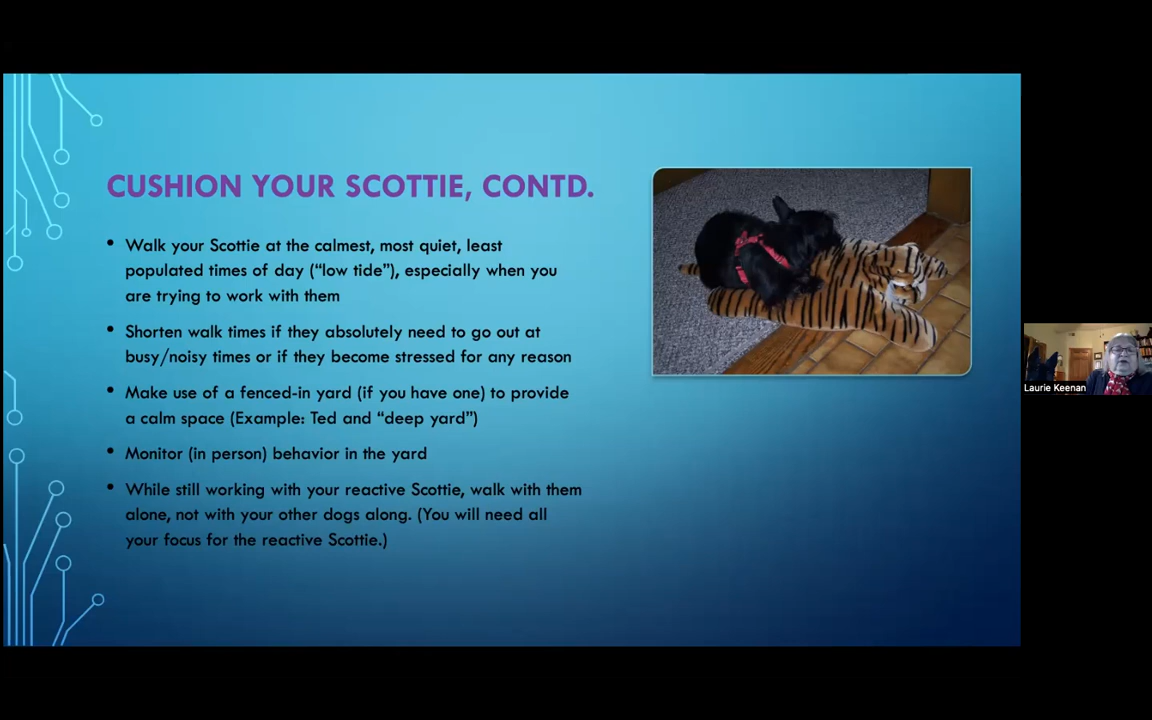 CUSHION YOUR SCOTTIE, CONTD.
• Walk your Scottie at the calmest, most quiet, least
populated times of day (“low tide”), especially when you
are trying to work with them
• Shorten walk times if they absolutely need to go out at
busy/noisy times or if they become stressed for any reason
• Make use of a fenced-in yard (if you have one) to provide
a calm space (Example: Ted and “deep yard”)
• Monitor (in person) behavior in the yard
• While still working with your reactive Scottie, walk with them
alone, not with your other dogs along. (You will need all
your focus for the reactive Scottie.)
Laurie Keenan